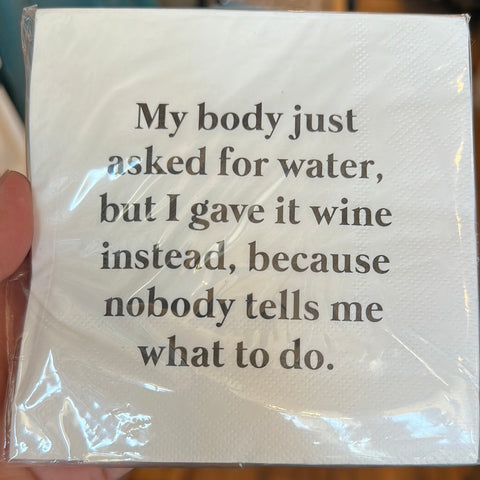 My body just
asked for water,
but I gave it wine
instead, because
nobody tells me
what to do.